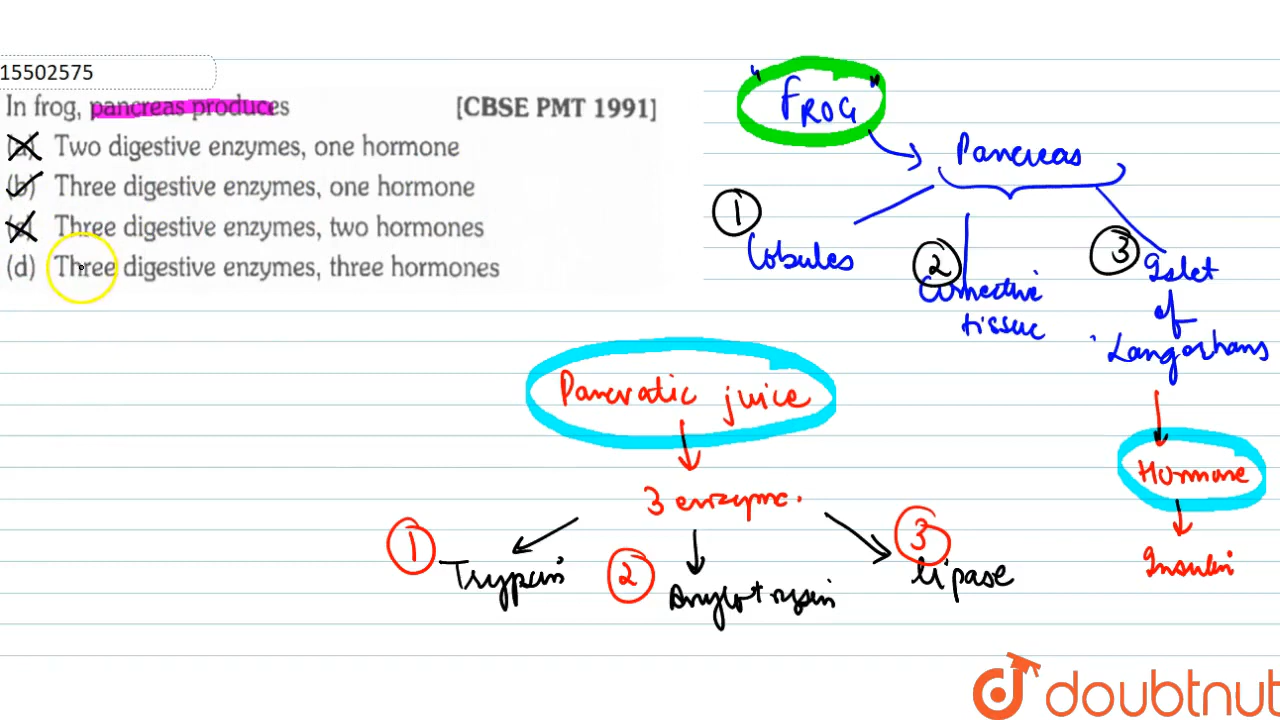 15502575
In frog, pancreas produces [CBSE PMT 1991]
(a) Two digestive enzymes, one hormone
(b) Three digestive enzymes, one hormone
(c) Three digestive enzymes, two hormones
(d) Three digestive enzymes, three hormones
"FROG"
Pancreas
1
Lobules
2
Connective
tissue
3
Islet
of
Langerhans
Pancratic juice
3 enzyme.
1
Trypsin
2
Amylotrypsin
3
lipase
Hormone
Insulin
doubtnut